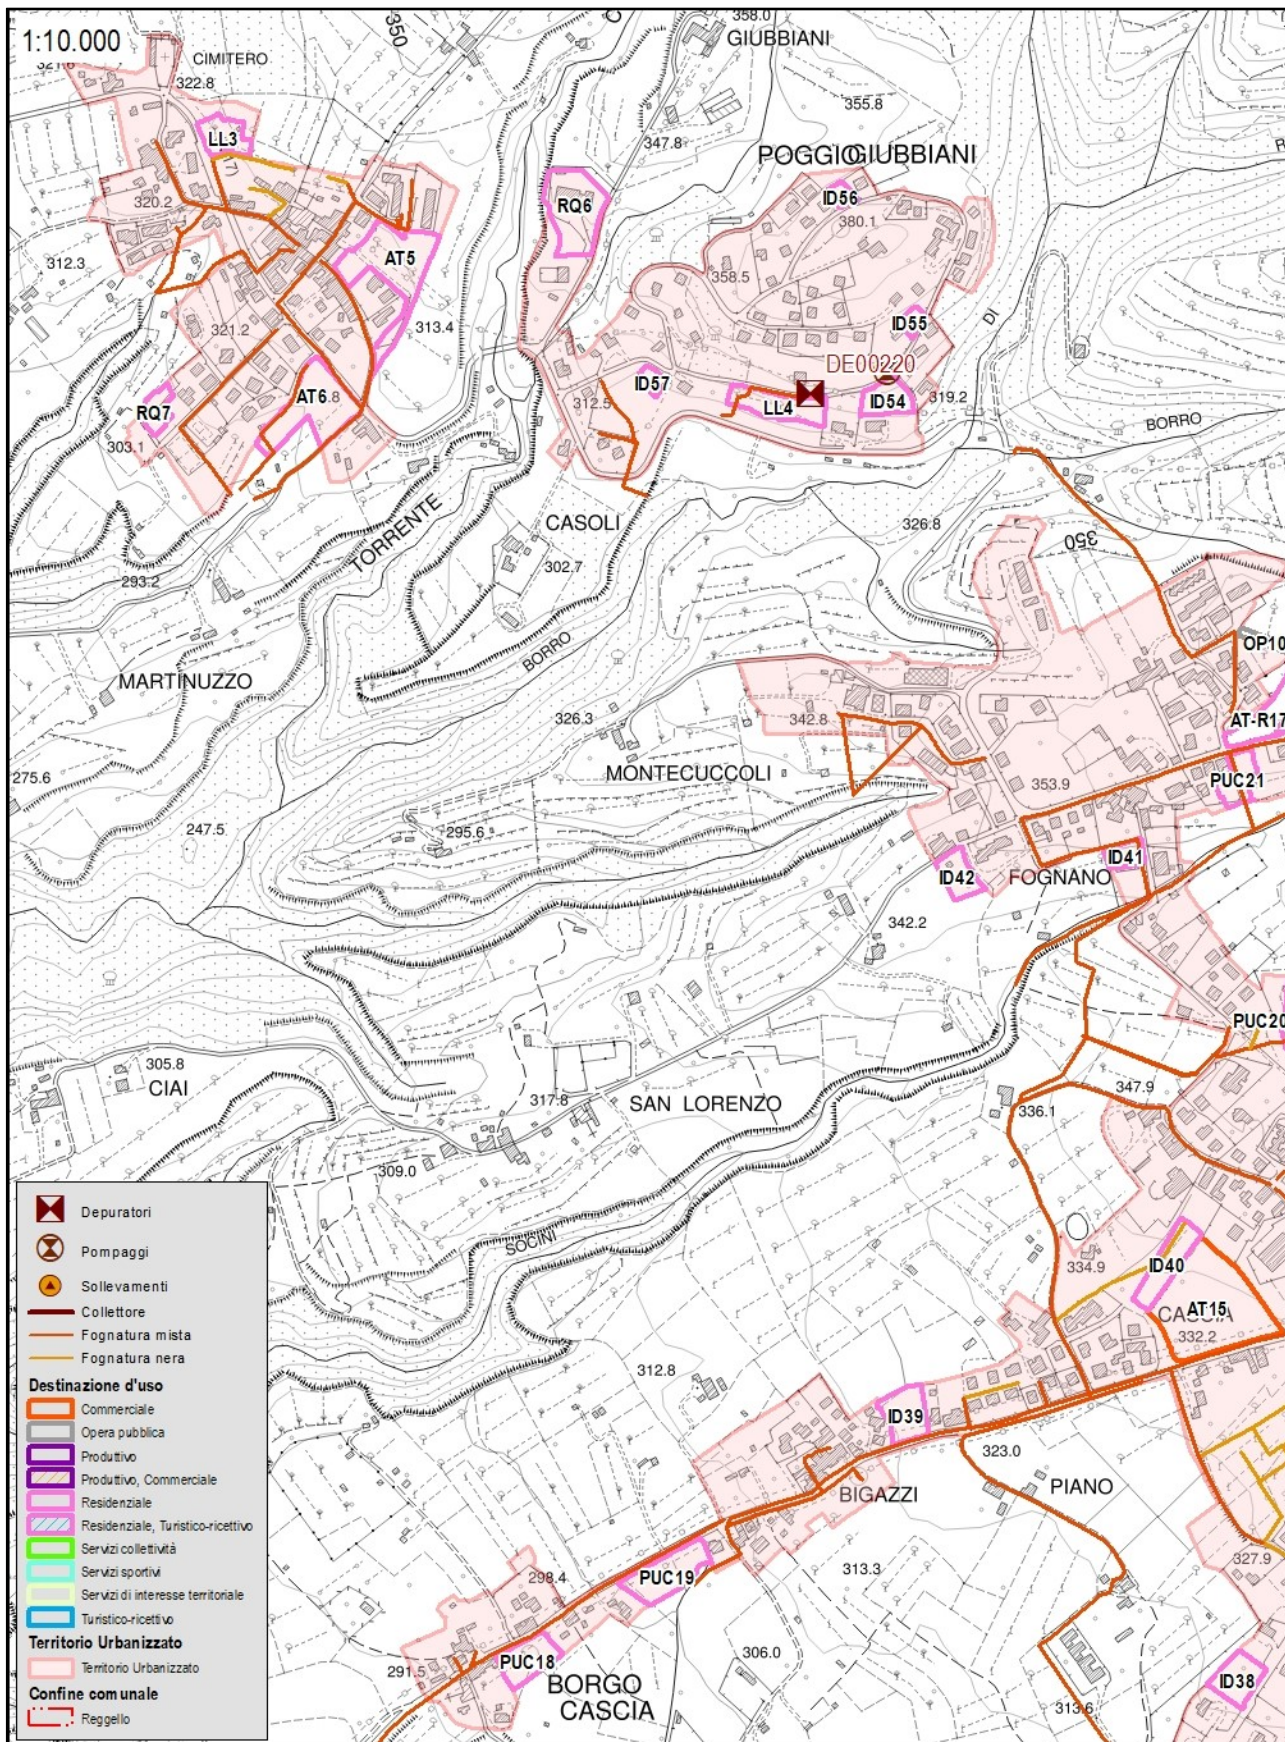 1:10.000
CIMITERO
322.8
350
358.0
GIUBBIANI
355.8
347.8
POGGIO GIUBBIANI
LL3
320.2
RQ6
ID56
380.1
312.3
AT5
358.5
321.2
313.4
ID55
DI
DE00220
AT6
ID57
312.5
LL4
ID54
319.2
RQ7
303.1
BORRO
TORRENTE
CASOLI
302.7
326.8
350
293.2
BORRO
OP10
MARTINUZZO
326.3
342.8
AT-R17
MONTECUCCOLI
275.6
353.9
PUC21
247.5
295.6
ID41
ID42
FOGNANO
342.2
PUC20
305.8
CIAI
347.9
317.8
SAN LORENZO
336.1
309.0
SOCINI
334.9
ID40
AT15
CASCIA
332.2
312.8
ID39
323.0
PIANO
BIGAZZI
327.9
313.3
298.4
PUC19
306.0
291.5
PUC18
BORGO
CASCIA
ID38
313.6
Depuratori
Pompaggi
Sollevamenti
Collettore
Fognatura mista
Fognatura nera
Destinazione d'uso
Commerciale
Opera pubblica
Produttivo
Produttivo, Commerciale
Residenziale
Residenziale, Turistico-ricettivo
Servizi collettività
Servizi sportivi
Servizi di interesse territoriale
Turistico-ricettivo
Territorio Urbanizzato
Territorio Urbanizzato
Confine comunale
Reggello